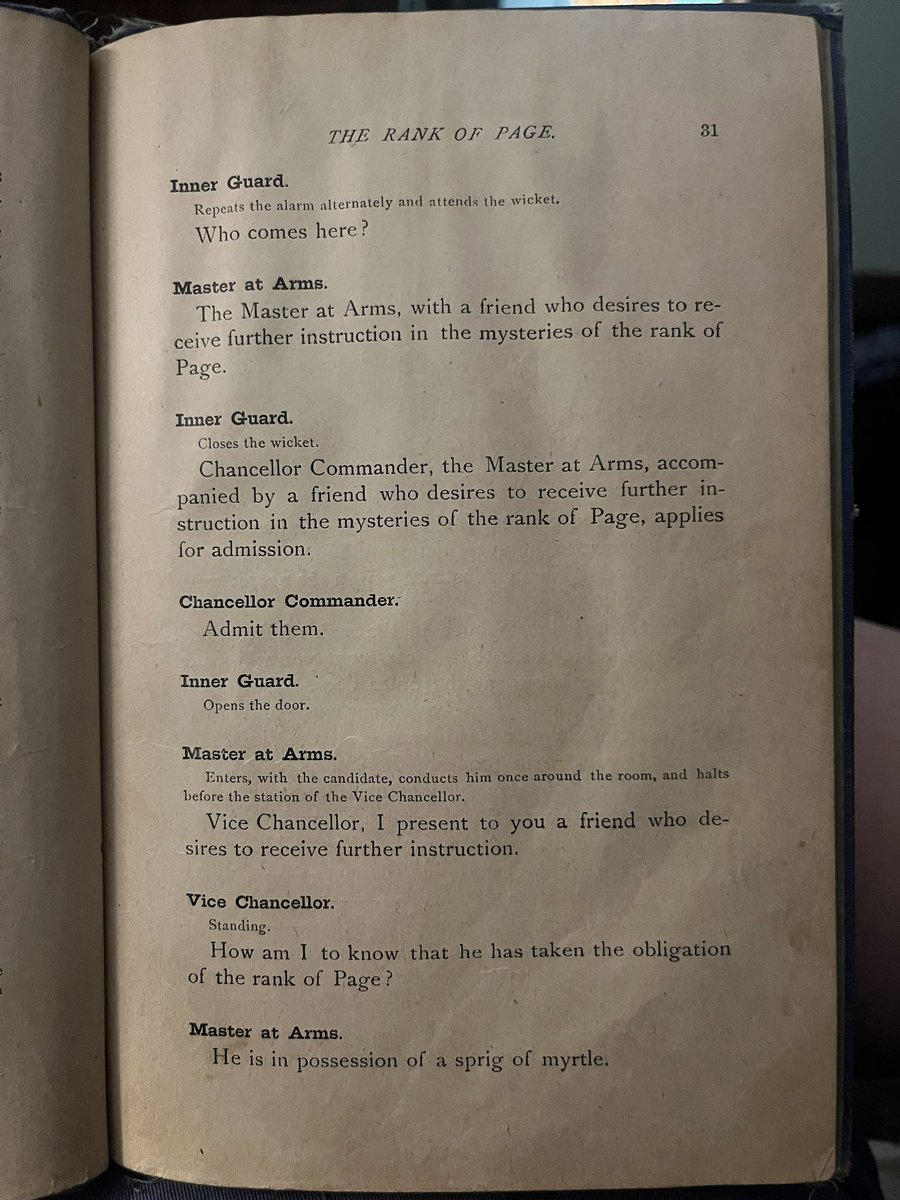 THE RANK OF PAGE. 31
Inner Guard.
Repeats the alarm alternately and attends the wicket.
Who comes here?
Master at Arms.
The Master at Arms, with a friend who desires to re-
ceive further instruction in the mysteries of the rank of
Page.
Inner Guard.
Closes the wicket.
Chancellor Commander, the Master at Arms, accom-
panied by a friend who desires to receive further in-
struction in the mysteries of the rank of Page, applies
for admission.
Chancellor Commander.
Admit them.
Inner Guard.
Opens the door.
Master at Arms.
Enters, with the candidate, conducts him once around the room, and halts
before the station of the Vice Chancellor.
Vice Chancellor, I present to you a friend who de-
sires to receive further instruction.
Vice Chancellor.
Standing.
How am I to know that he has taken the obligation
of the rank of Page?
Master at Arms.
He is in possession of a sprig of myrtle.